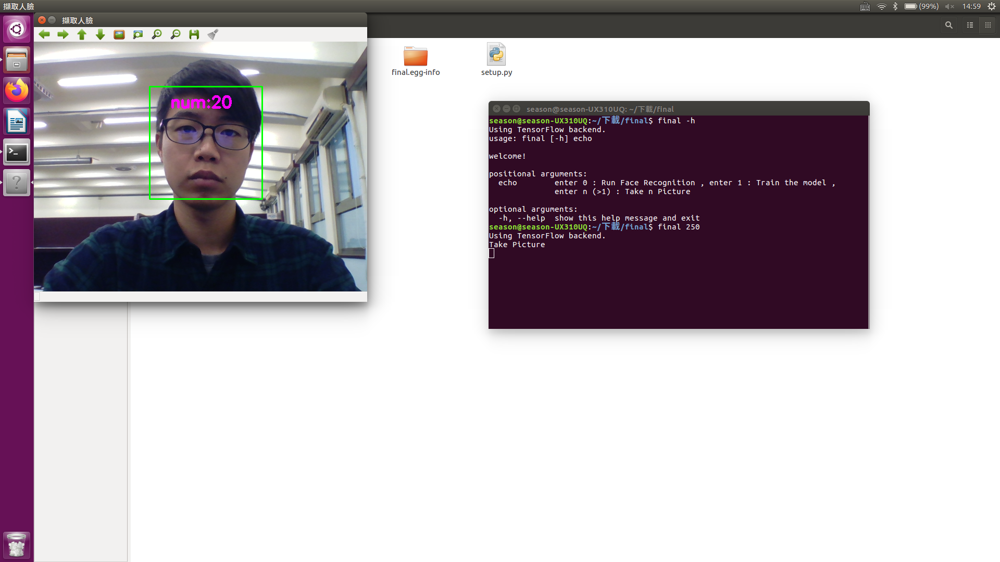 擷取人臉
(99%)
14:59
擷取人臉
num:20
final.egg-info
setup.py
season@season-UX310UQ: ~/下載/final
season@season-UX310UQ:~/下載/final$ final -h
Using TensorFlow backend.
usage: final [-h] echo
welcome!
positional arguments:
echo enter 0 : Run Face Recognition , enter 1 : Train the model ,
enter n (>1) : Take n Picture
optional arguments:
-h, --help show this help message and exit
season@season-UX310UQ:~/下載/final$ final 250
Using TensorFlow backend.
Take Picture